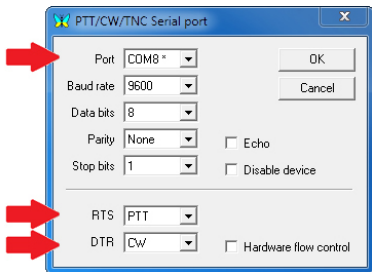 PTT/CW/TNC Serial port
Port COM8 * OK
Baud rate 9600 Cancel
Data bits 8
Parity None Echo
Stop bits 1 Disable device
RTS PTT
DTR CW Hardware flow control